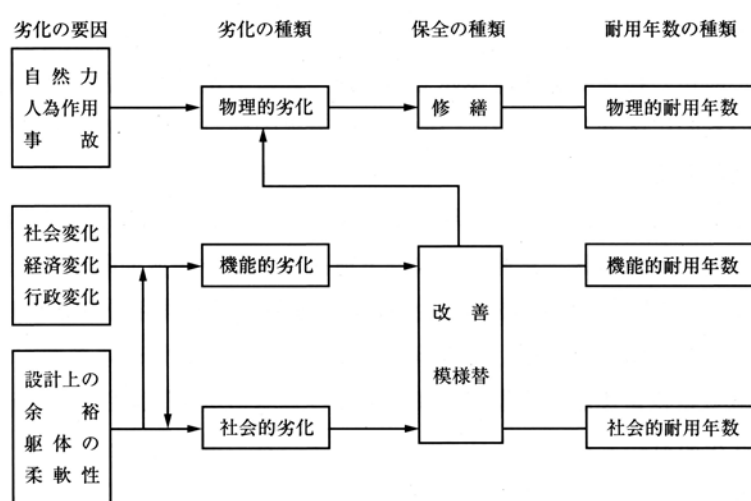 劣化の要因
劣化の種類
保全の種類
耐用年数の種類
自然力
人為作用
事故
物理的劣化
修繕
物理的耐用年数
社会変化
経済変化
行政変化
機能的劣化
改善
模様替
機能的耐用年数
設計上の
余裕
躯体の
柔軟性
社会的劣化
社会的耐用年数